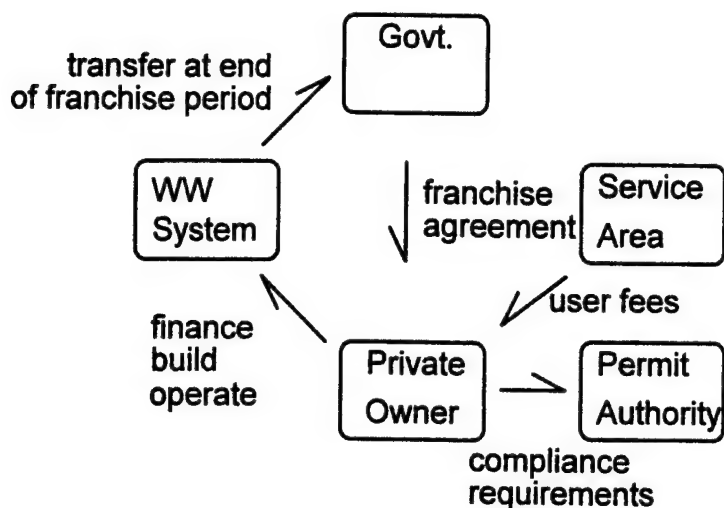 Govt.
transfer at end
of franchise period
WW
System
franchise
agreement
Service
Area
user fees
finance
build
operate
Private
Owner
Permit
Authority
compliance
requirements